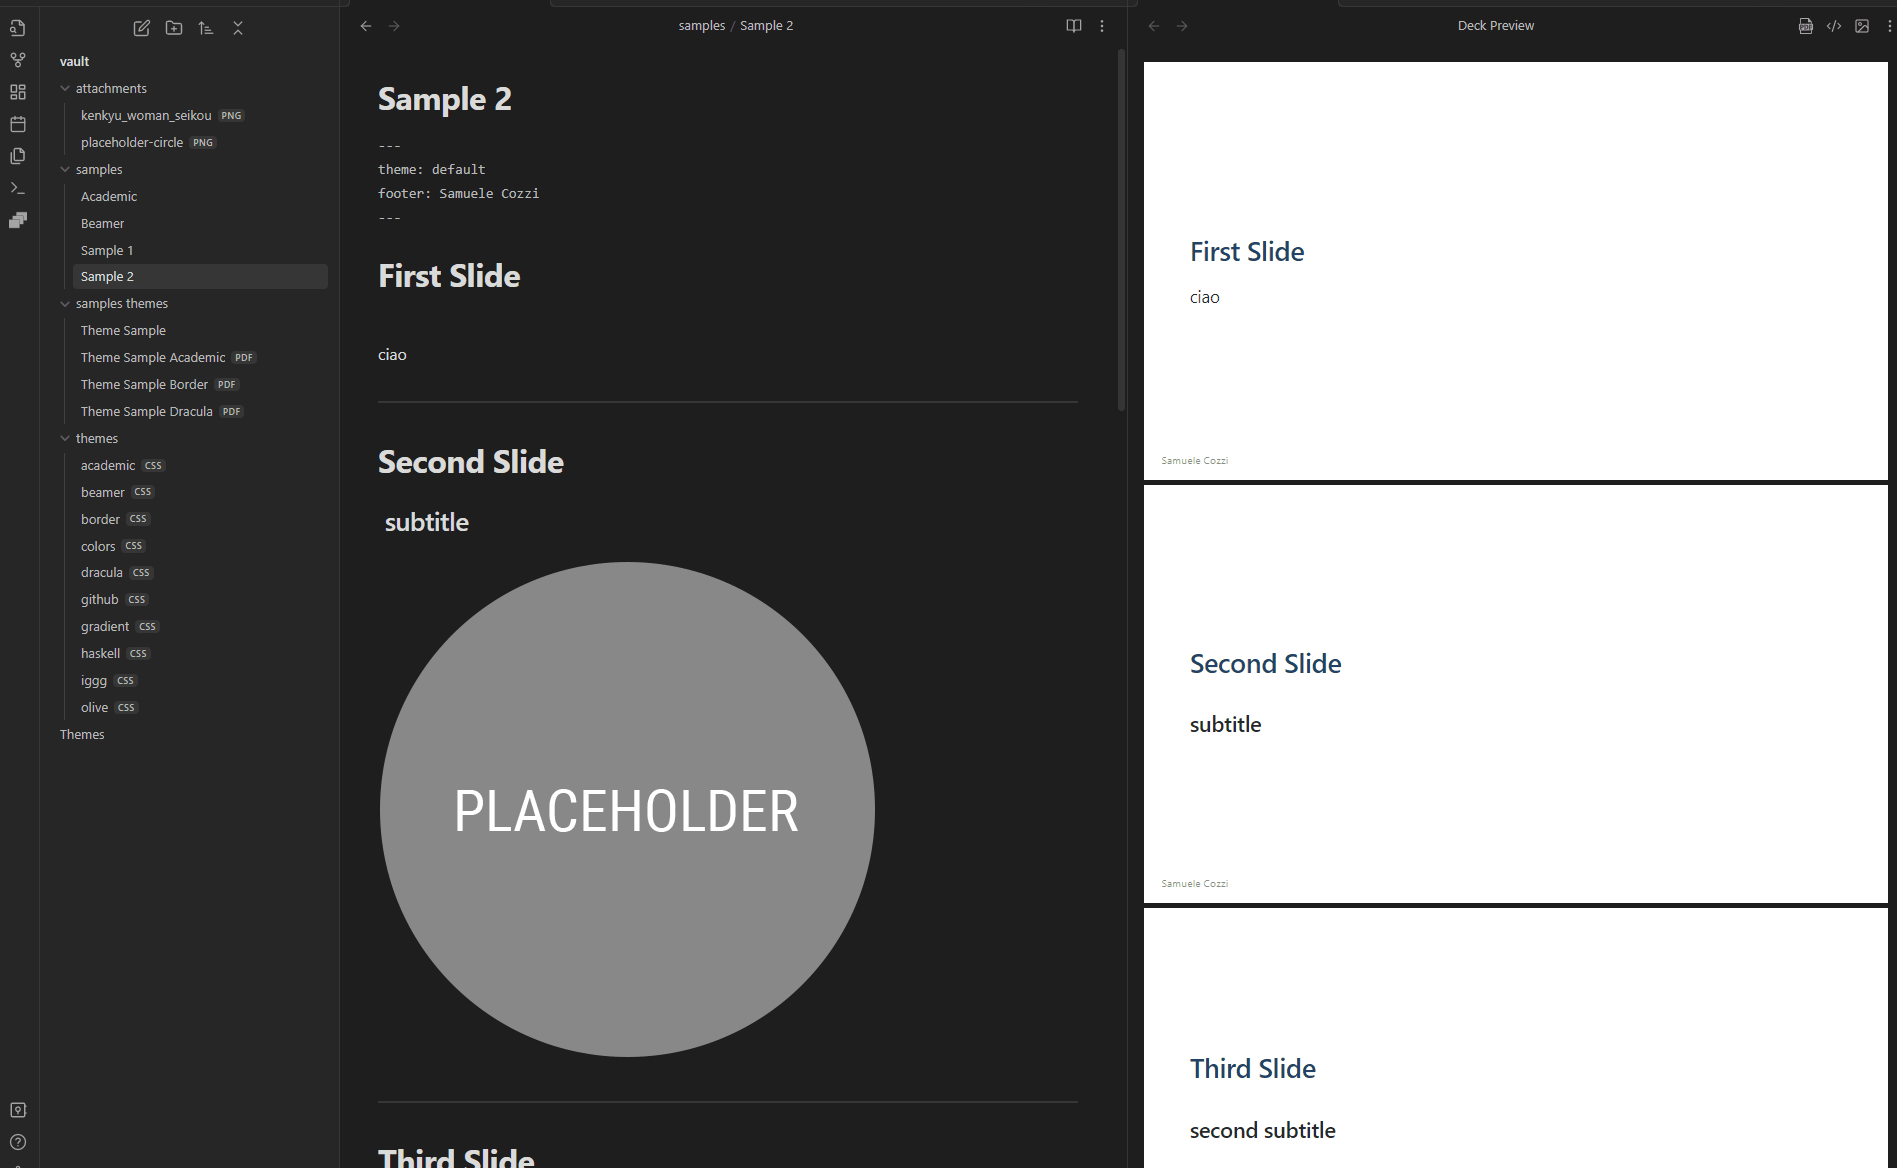 vault
attachments
kenkyu_woman_seikou PNG
placeholder-circle PNG
samples
Academic
Beamer
Sample 1
Sample 2
samples themes
Theme Sample
Theme Sample Academic PDF
Theme Sample Border PDF
Theme Sample Dracula PDF
themes
academic CSS
beamer CSS
border CSS
colors CSS
dracula CSS
github CSS
gradient CSS
haskell CSS
iggg CSS
olive CSS
Themes
samples / Sample 2
Sample 2
---
theme: default
footer: Samuele Cozzi
---
First Slide
ciao
Second Slide
subtitle
PLACEHOLDER
Third Slide
Deck Preview
First Slide
ciao
Samuele Cozzi
Second Slide
subtitle
Samuele Cozzi
Third Slide
second subtitle